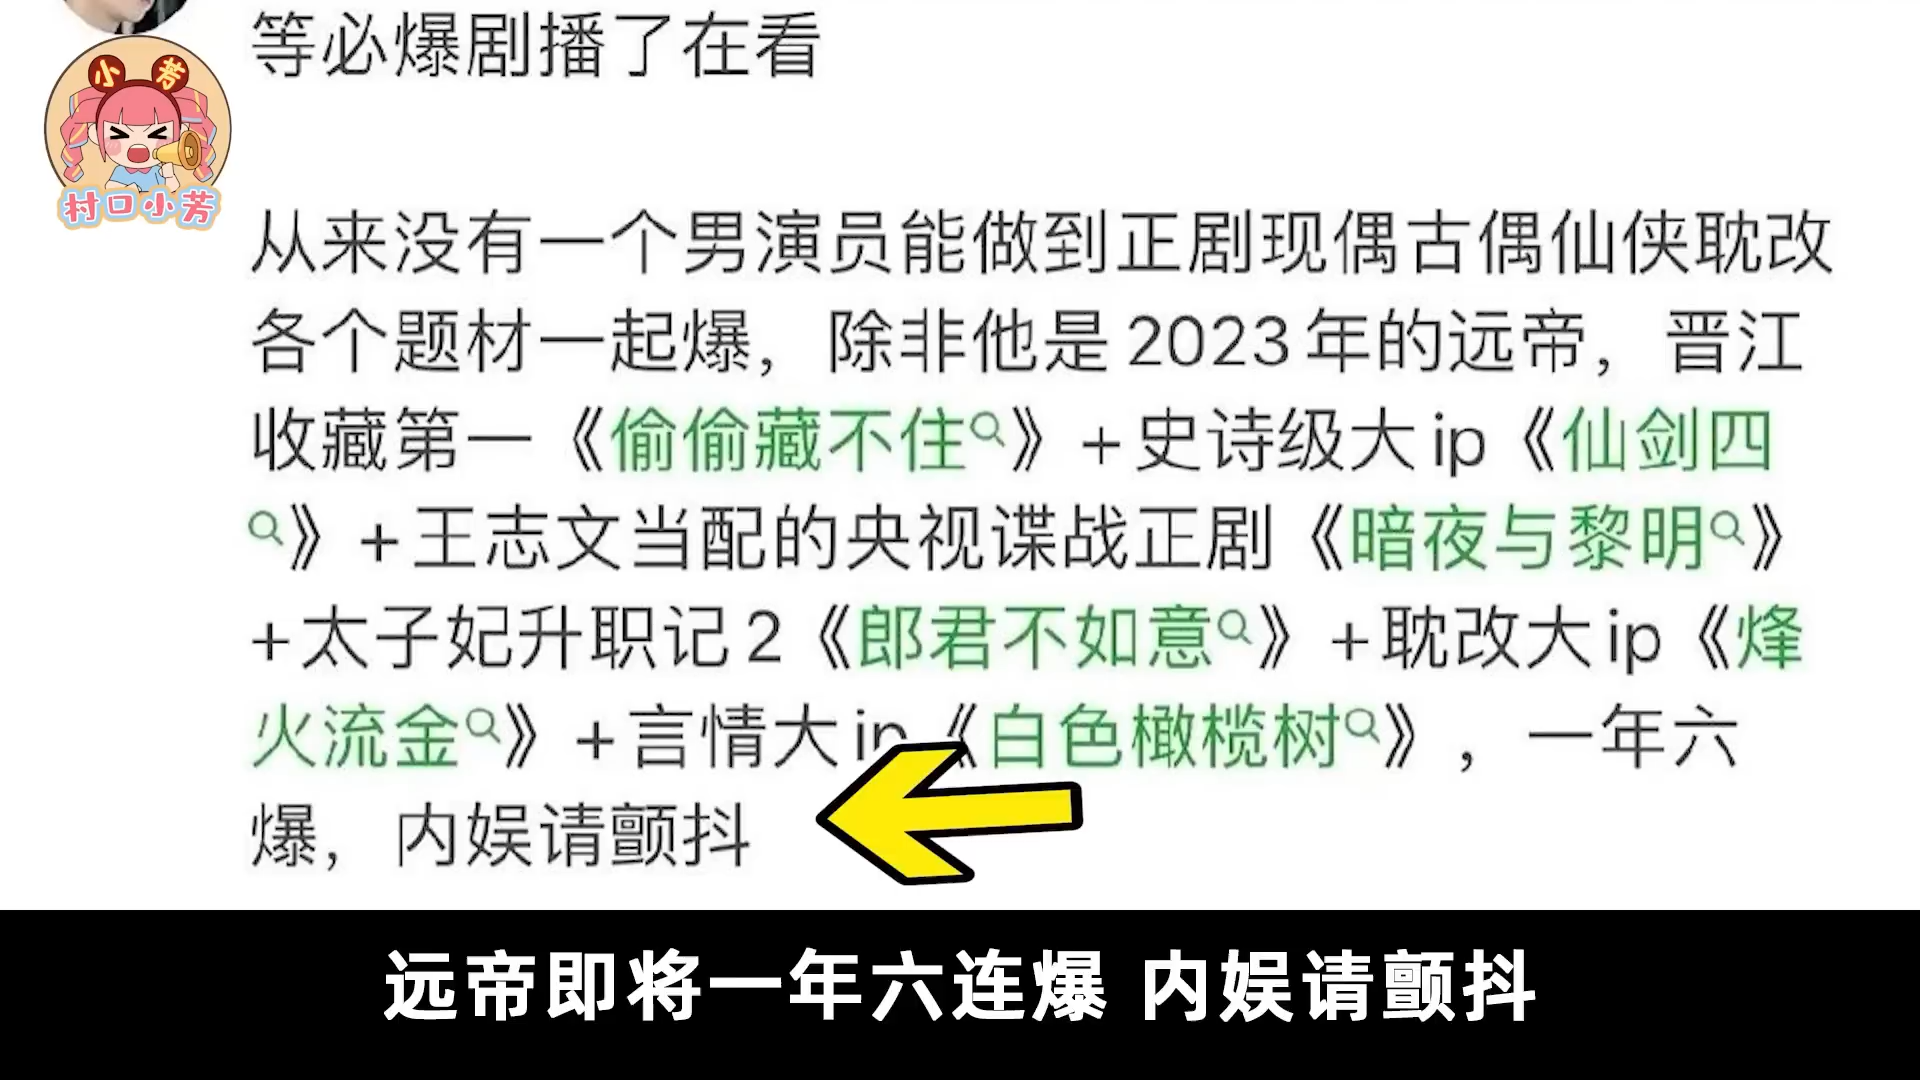 等必爆剧播了在看
小芳
村口小芳
从来没有一个男演员能做到正剧现偶古偶仙侠耽改
各个题材一起爆，除非他是2023年的远帝，晋江
收藏第一《偷偷藏不住》+史诗级大ip《仙剑四
》+王志文当配的央视谍战正剧《暗夜与黎明》
+太子妃升职记2《郎君不如意》+耽改大ip《烽
火流金》+言情大ip《白色橄榄树》，一年六
爆，内娱请颤抖
远帝即将一年六连爆 内娱请颤抖